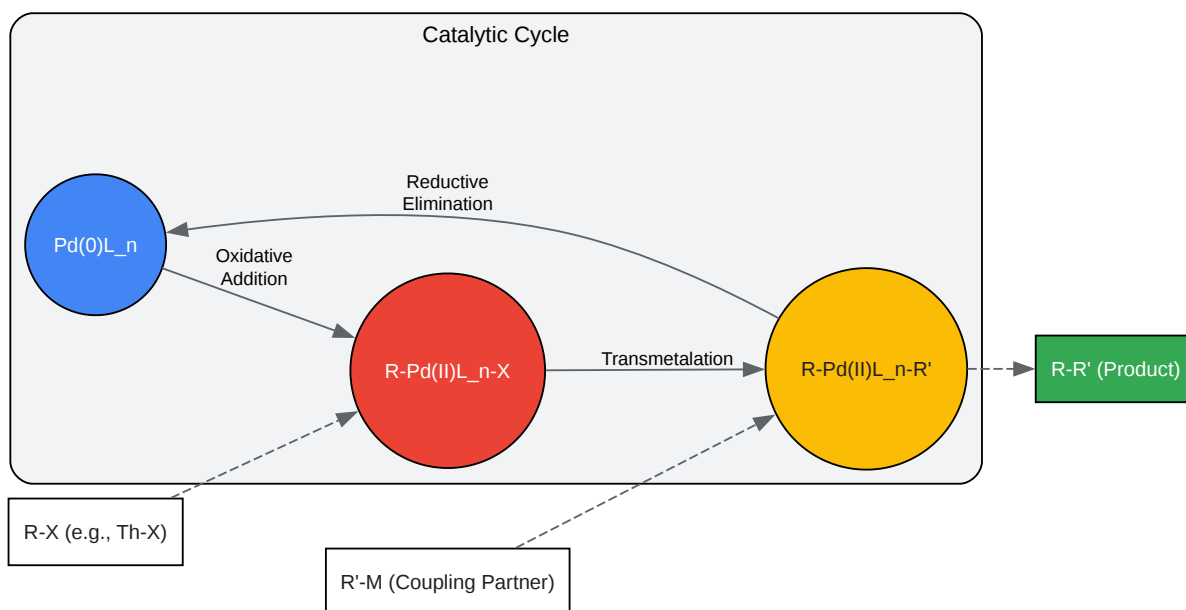 Catalytic Cycle
Reductive
Elimination
Pd(0)L_n
Oxidative
Addition
Transmetalation
R-Pd(II)L_n-X
R-Pd(II)L_n-R'
R-R' (Product)
R-X (e.g., Th-X)
R'-M (Coupling Partner)